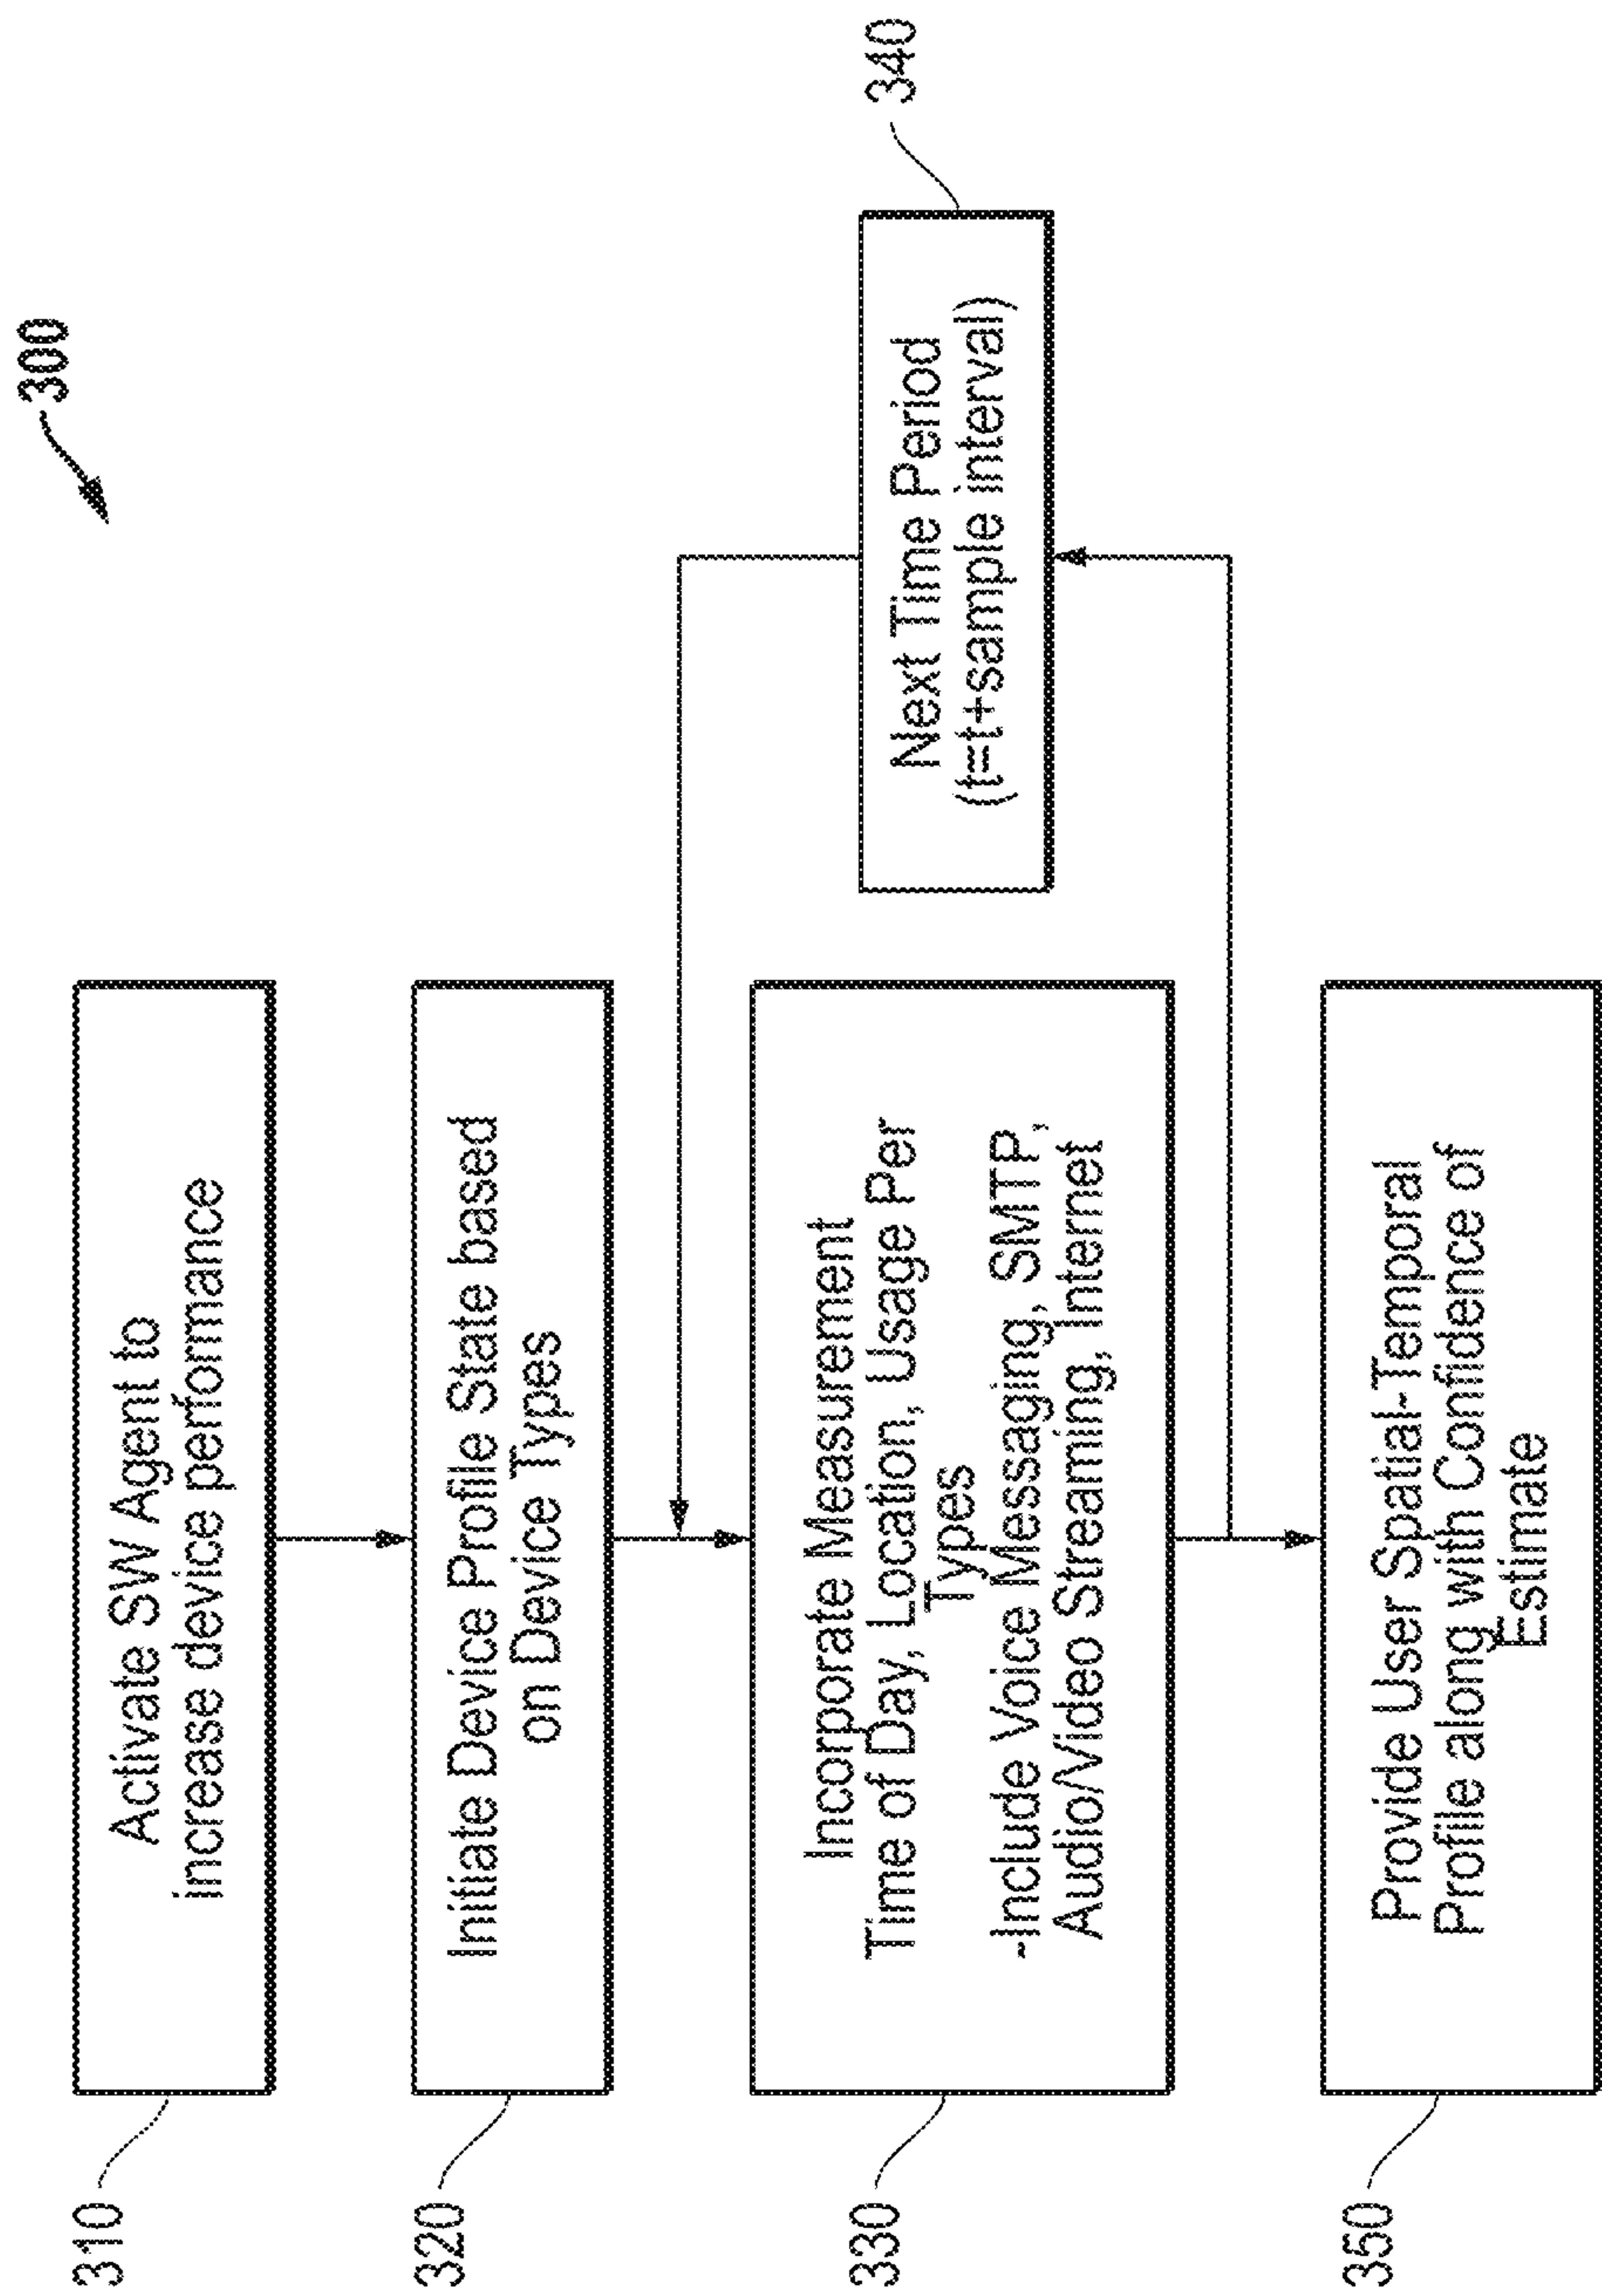 300
310
Activate SW Agent to
increase device performance
320
Initiate Device Profile State based
on Device Types
330
Incorporate Measurement
Time of Day, Location, Usage Per
Types
-Include Voice Messaging, SMTP,
Audio/Video Streaming, Internet
340
Next Time Period
(t=t+sample interval)
350
Provide User Spatial-Temporal
Profile along with Confidence of
Estimate